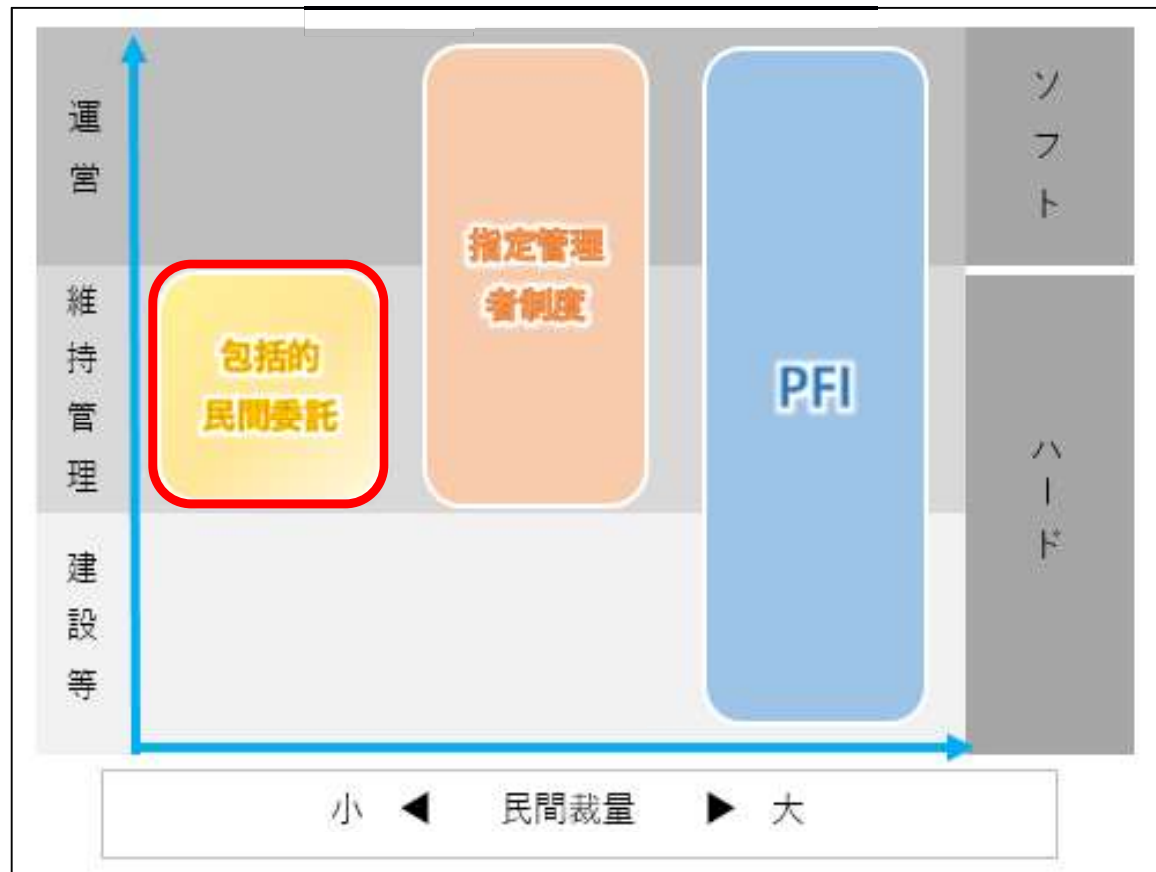 運営
維持管理
建設等
包括的
民間委託
指定管理
者制度
PFI
ソフト
ハード
小 ◀ 民間裁量 ▶ 大